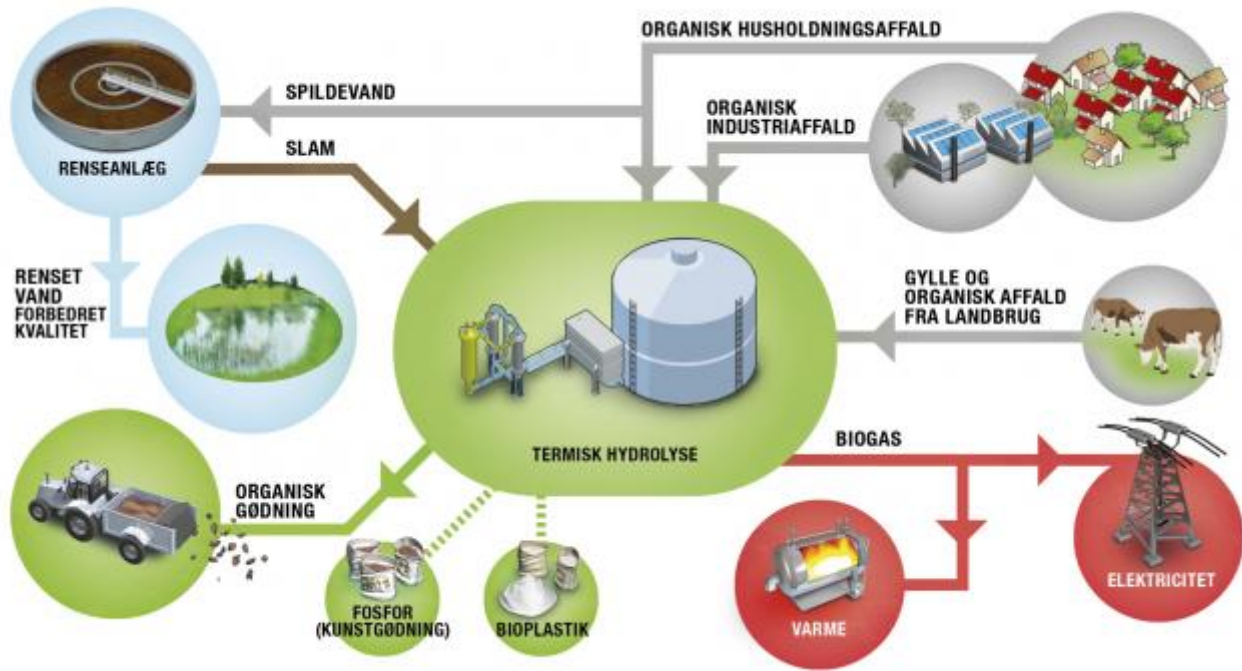 ORGANISK HUSHOLDNINGSAFFALD
SPILDEVAND
ORGANISK
INDUSTRIAFFALD
RENSEANLÆG
SLAM
RENSET
VAND
FORBEDRET
KVALITET
GYLLE OG
ORGANISK AFFALD
FRA LANDBRUG
TERMISK HYDROLYSE
BIOGAS
ORGANISK
GØDNING
FOSFOR
(KUNSTGØDNING)
BIOPLASTIK
VARME
ELEKTRICITET